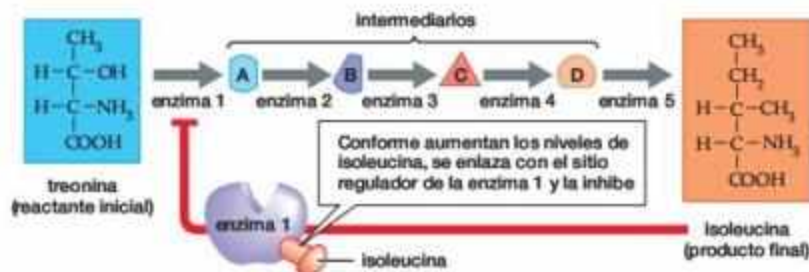 intermediarios
CH₃
H–C–OH
H–C–NH₂
COOH
A
B
C
D
enzima 1
enzima 2
enzima 3
enzima 4
enzima 5
CH₃
CH₂
H–C–CH₃
H–C–NH₂
COOH
treonina
(reactante inicial)
Conforme aumentan los niveles de
isoleucina, se enlaza con el sitio
regulador de la enzima 1 y la inhibe
enzima 1
isoleucina
isoleucina
(producto final)